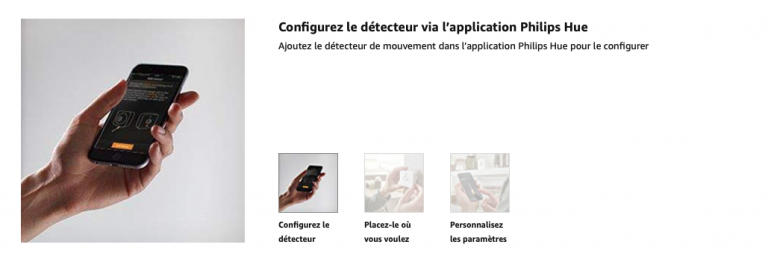 Configurez le détecteur via l’application Philips Hue
Ajoutez le détecteur de mouvement dans l’application Philips Hue pour le configurer
Configurez le
détecteur
Placez-le où
vous voulez
Personnalisez
les paramètres